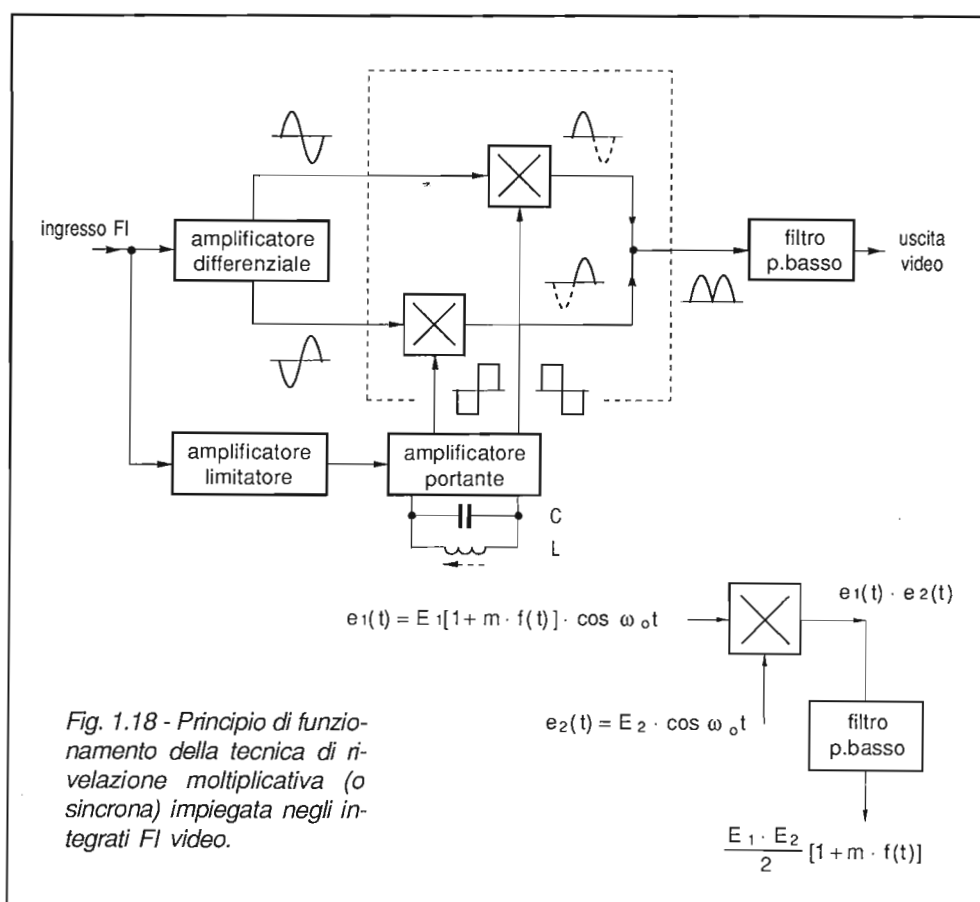 ingresso FI
amplificatore
differenziale
filtro
p.basso
uscita
video
amplificatore
limitatore
amplificatore
portante
C
L
e1(t) = E1[1+ m · f(t)] · cos ω₀t
e1(t) · e2(t)
e2(t) = E2 · cos ω₀t
filtro
p.basso
E1 · E2
2
[1+ m · f(t)]
Fig. 1.18 - Principio di funzio-
namento della tecnica di ri-
velazione moltiplicativa (o
sincrona) impiegata negli in-
tegrati FI video.